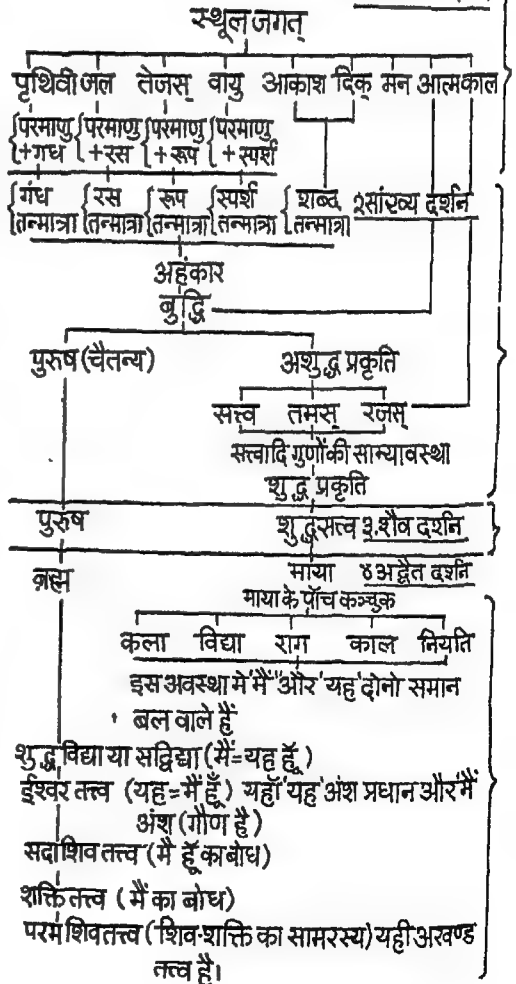 स्थूल जगत्
पृथिवी जल तेजस् वायु आकाश दिक् मन आत्म काल
{परमाणु {परमाणु {परमाणु {परमाणु
+गध +रस +रूप +स्पर्श
{गंध {रस {रूप {स्पर्श {शब्द २सांख्य दर्शन
तन्मात्रा तन्मात्रा तन्मात्रा तन्मात्रा तन्मात्रा
अहंकार
बुद्धि
पुरुष (चैतन्य) अशुद्ध प्रकृति
सत्त्व तमस् रजस्
सत्त्वादि गुणोंकी साम्यावस्था
शुद्ध प्रकृति
पुरुष शुद्धसत्त्व ३.शैव दर्शन
ब्रह्म माया ४अद्वैत दर्शन
माया के पॉच कञ्चुक
कला विद्या राग काल नियति
इस अवस्था मे 'मैं' और 'यह' दोनो समान
बल वाले हैं
शुद्ध विद्या या सद्विद्या (मैं=यह हूँ)
ईश्वर तत्त्व (यह=मैं हूँ) यहॉ 'यह' अंश प्रधान और 'मैं
अंश (गौण है)
सदाशिव तत्त्व (मै हूँ का बोध)
शक्ति तत्त्व (मैं का बोध)
परमशिवतत्त्व (शिव-शक्ति का सामरस्य) यही अखण्ड
तत्त्व है।